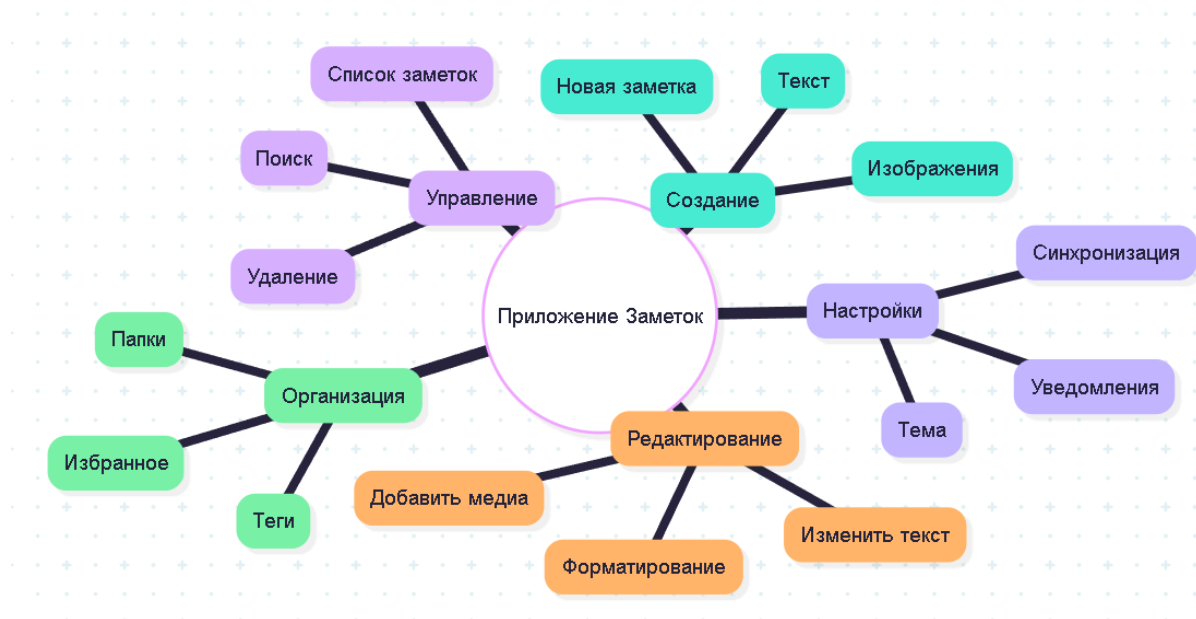 Список заметок
Новая заметка
Текст
Поиск
Изображения
Управление
Создание
Удаление
Синхронизация
Приложение Заметок
Настройки
Папки
Уведомления
Организация
Тема
Редактирование
Избранное
Добавить медиа
Теги
Изменить текст
Форматирование